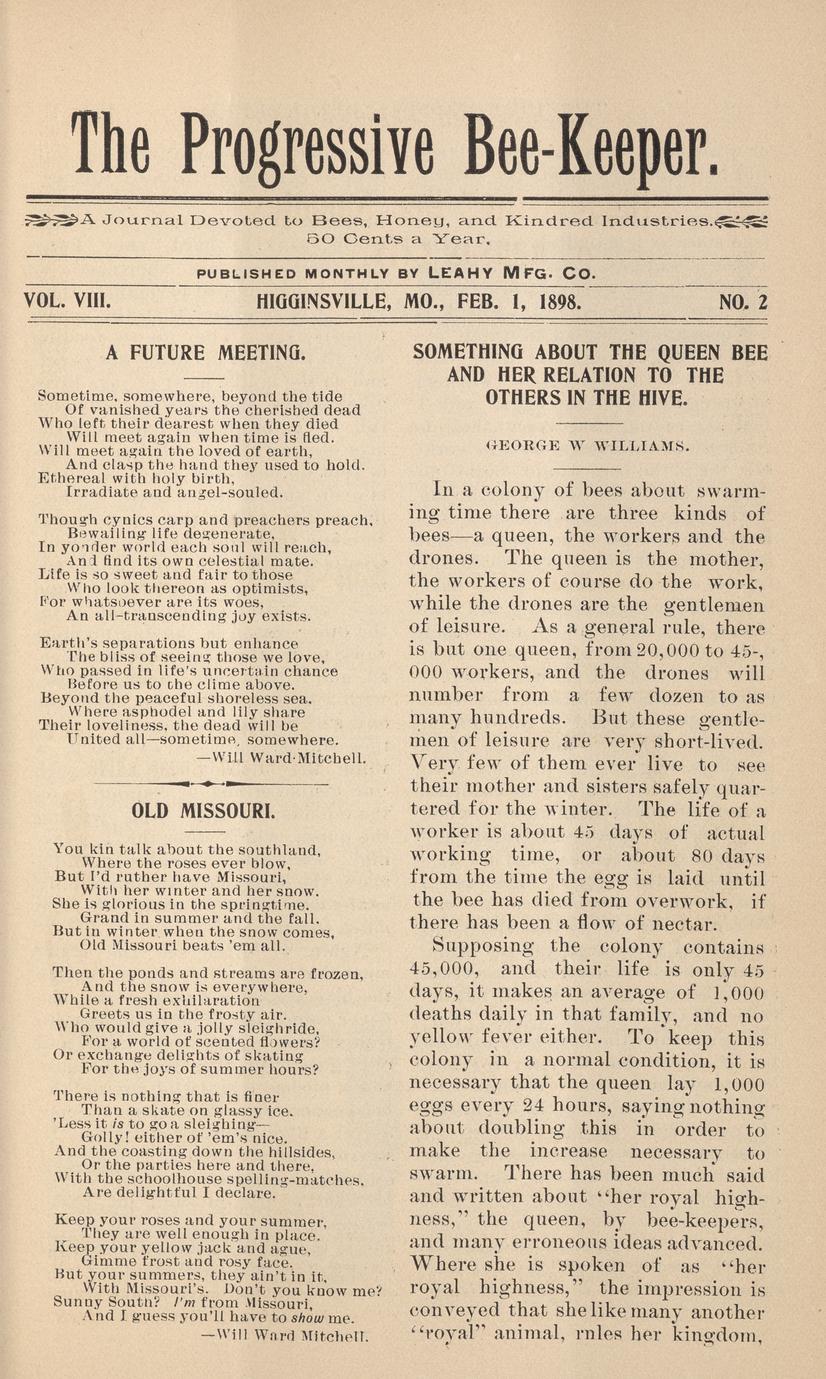 The Progressive Bee-Keeper.
A Journal Devoted to Bees, Honey, and Kindred Industries.
50 Cents a Year.
PUBLISHED MONTHLY BY LEAHY MFG. CO.
VOL. VIII. HIGGINSVILLE, MO., FEB. 1, 1898. NO. 2
A FUTURE MEETING.
Sometime, somewhere, beyond the tide
Of vanished years the cherished dead
Who left their dearest when they died
Will meet again when time is fled.
Will meet again the loved of earth,
And clasp the hand they used to hold.
Ethereal with holy birth,
Irradiate and angel-souled.
Though cynics carp and preachers preach,
Bewailing life degenerate,
In yonder world each soul will reach,
And find its own celestial mate.
Life is so sweet and fair to those
Who look thereon as optimists,
For whatsoever are its woes,
An all-transcending joy exists.
Earth's separations but enhance
The bliss of seeing those we love,
Who passed in life's uncertain chance
Before us to the clime above.
Beyond the peaceful shoreless sea,
Where asphodel and lily share
Their loveliness, the dead will be
United all—sometime, somewhere.
—Will Ward-Mitchell.
OLD MISSOURI.
You kin talk about the southland,
Where the roses ever blow,
But I'd ruther have Missouri,
With her winter and her snow.
She is glorious in the springtime.
Grand in summer and the fall.
But in winter when the snow comes,
Old Missouri beats 'em all.
Then the ponds and streams are frozen,
And the snow is everywhere,
While a fresh exhilaration
Greets us in the frosty air.
Who would give a jolly sleighride,
For a world of scented flowers?
Or exchange delights of skating
For the joys of summer hours?
There is nothing that is finer
Than a skate on glassy ice.
'Less it is to go a sleighing—
Golly! either of 'em's nice.
And the coasting down the hillsides,
Or the parties here and there,
With the schoolhouse spelling-matches,
Are delightful I declare.
Keep your roses and your summer,
They are well enough in place.
Keep your yellow jack and ague,
Gimme frost and rosy face.
But your summers, they ain't in it,
With Missouri's. Don't you know me?
Sunny South? I'm from Missouri,
And I guess you'll have to show me.
—Will Ward Mitchell.
SOMETHING ABOUT THE QUEEN BEE
AND HER RELATION TO THE
OTHERS IN THE HIVE.
GEORGE W WILLIAMS.
In a colony of bees about swarm-
ing time there are three kinds of
bees—a queen, the workers and the
drones. The queen is the mother,
the workers of course do the work,
while the drones are the gentlemen
of leisure. As a general rule, there
is but one queen, from 20,000 to 45-,
000 workers, and the drones will
number from a few dozen to as
many hundreds. But these gentle-
men of leisure are very short-lived.
Very few of them ever live to see
their mother and sisters safely quar-
tered for the winter. The life of a
worker is about 45 days of actual
working time, or about 80 days
from the time the egg is laid until
the bee has died from overwork, if
there has been a flow of nectar.
Supposing the colony contains
45,000, and their life is only 45
days, it makes an average of 1,000
deaths daily in that family, and no
yellow fever either. To keep this
colony in a normal condition, it is
necessary that the queen lay 1,000
eggs every 24 hours, saying nothing
about doubling this in order to
make the increase necessary to
swarm. There has been much said
and written about "her royal high-
ness," the queen, by bee-keepers,
and many erroneous ideas advanced.
Where she is spoken of as "her
royal highness," the impression is
conveyed that she like many another
"royal" animal, rules her kingdom,